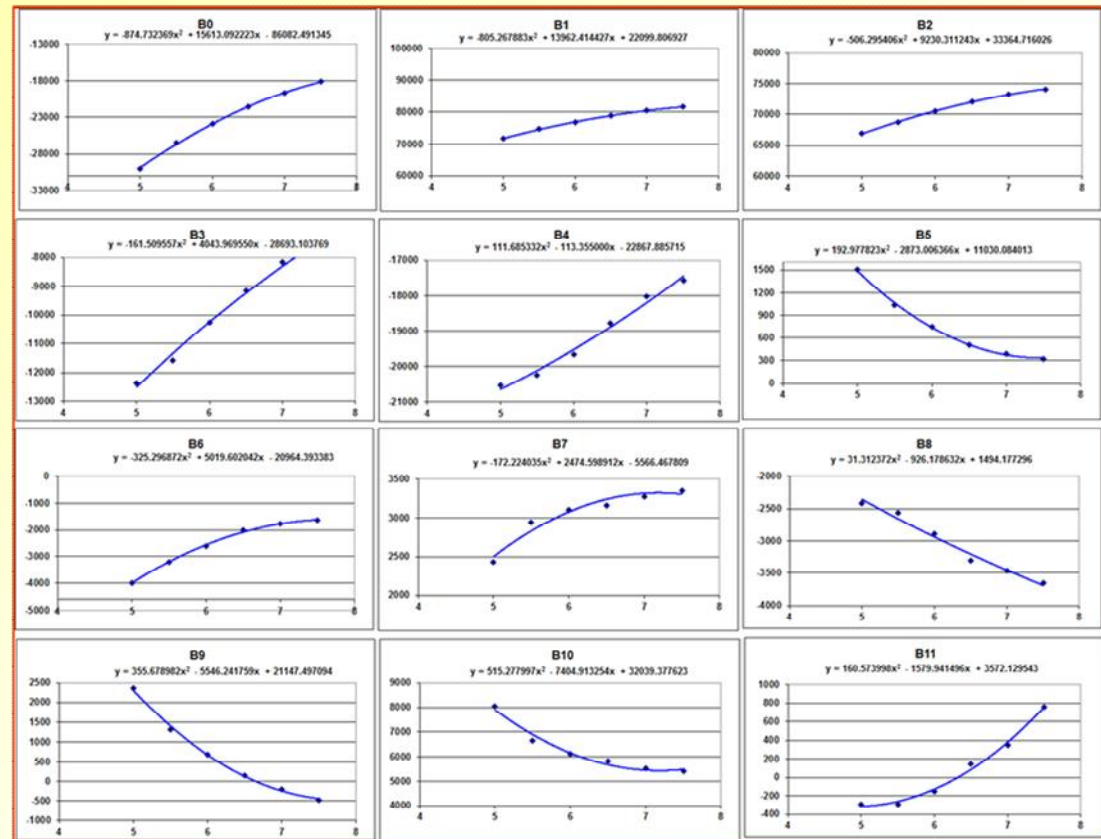 B0
y = -874.732369x² + 15613.092223x - 86082.491345
-13000
-18000
-23000
-28000
-33000
4 5 6 7 8
B1
y = -805.267883x² + 13962.414427x + 22099.806927
100000
90000
80000
70000
60000
4 5 6 7 8
B2
y = -506.295406x² + 9230.311243x + 33364.716026
80000
75000
70000
65000
60000
4 5 6 7 8
B3
y = -161.509557x² + 4043.969550x - 28693.103769
-8000
-9000
-10000
-11000
-12000
-13000
4 5 6 7 8
B4
y = 111.685332x² - 113.355000x - 22867.885715
-17000
-18000
-19000
-20000
-21000
4 5 6 7 8
B5
y = 192.977823x² - 2873.006366x + 11030.084013
1500
1200
900
600
300
0
4 5 6 7 8
B6
y = -325.296872x² + 5019.602042x - 20964.393383
0
-1000
-2000
-3000
-4000
-5000
4 5 6 7 8
B7
y = -172.224035x² + 2474.598912x - 5566.467809
3500
3000
2500
2000
4 5 6 7 8
B8
y = 31.312372x² - 926.178632x + 1494.177296
-2000
-2500
-3000
-3500
-4000
4 5 6 7 8
B9
y = 355.678982x² - 5546.241759x + 21147.497094
2500
2000
1500
1000
500
0
-500
-1000
4 5 6 7 8
B10
y = 515.277997x² - 7404.913254x + 32039.377623
9000
8000
7000
6000
5000
4000
4 5 6 7 8
B11
y = 160.573998x² - 1579.941496x + 3572.129543
1000
800
600
400
200
0
-200
-400
4 5 6 7 8